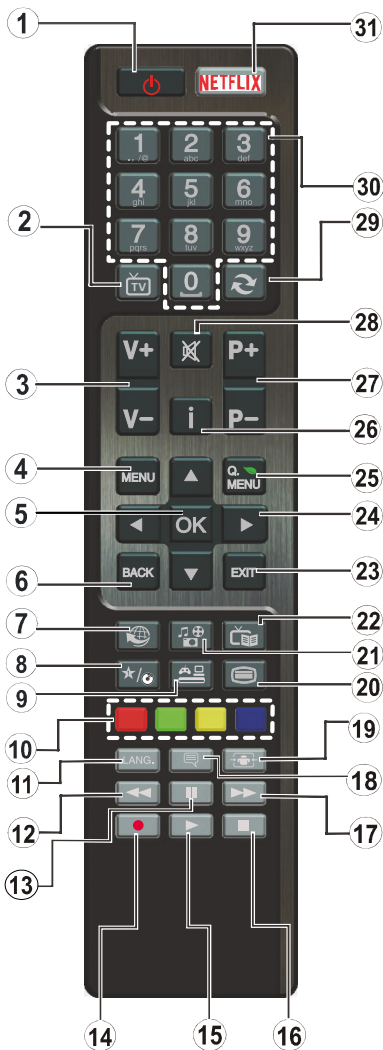 1
31
NETFLIX
1 2 3
., /@ abc def
4 5 6
ghi jkl mno
30
7 8 9
pqrs tuv wxyz
2
TV
0
29
V+
P+
28
3
27
V-
i
P-
26
4
MENU
Q.
MENU
25
5
OK
24
6
BACK
EXIT
23
7
22
21
8
9
20
10
19
11
LANG.
18
12
17
13
14
15
16